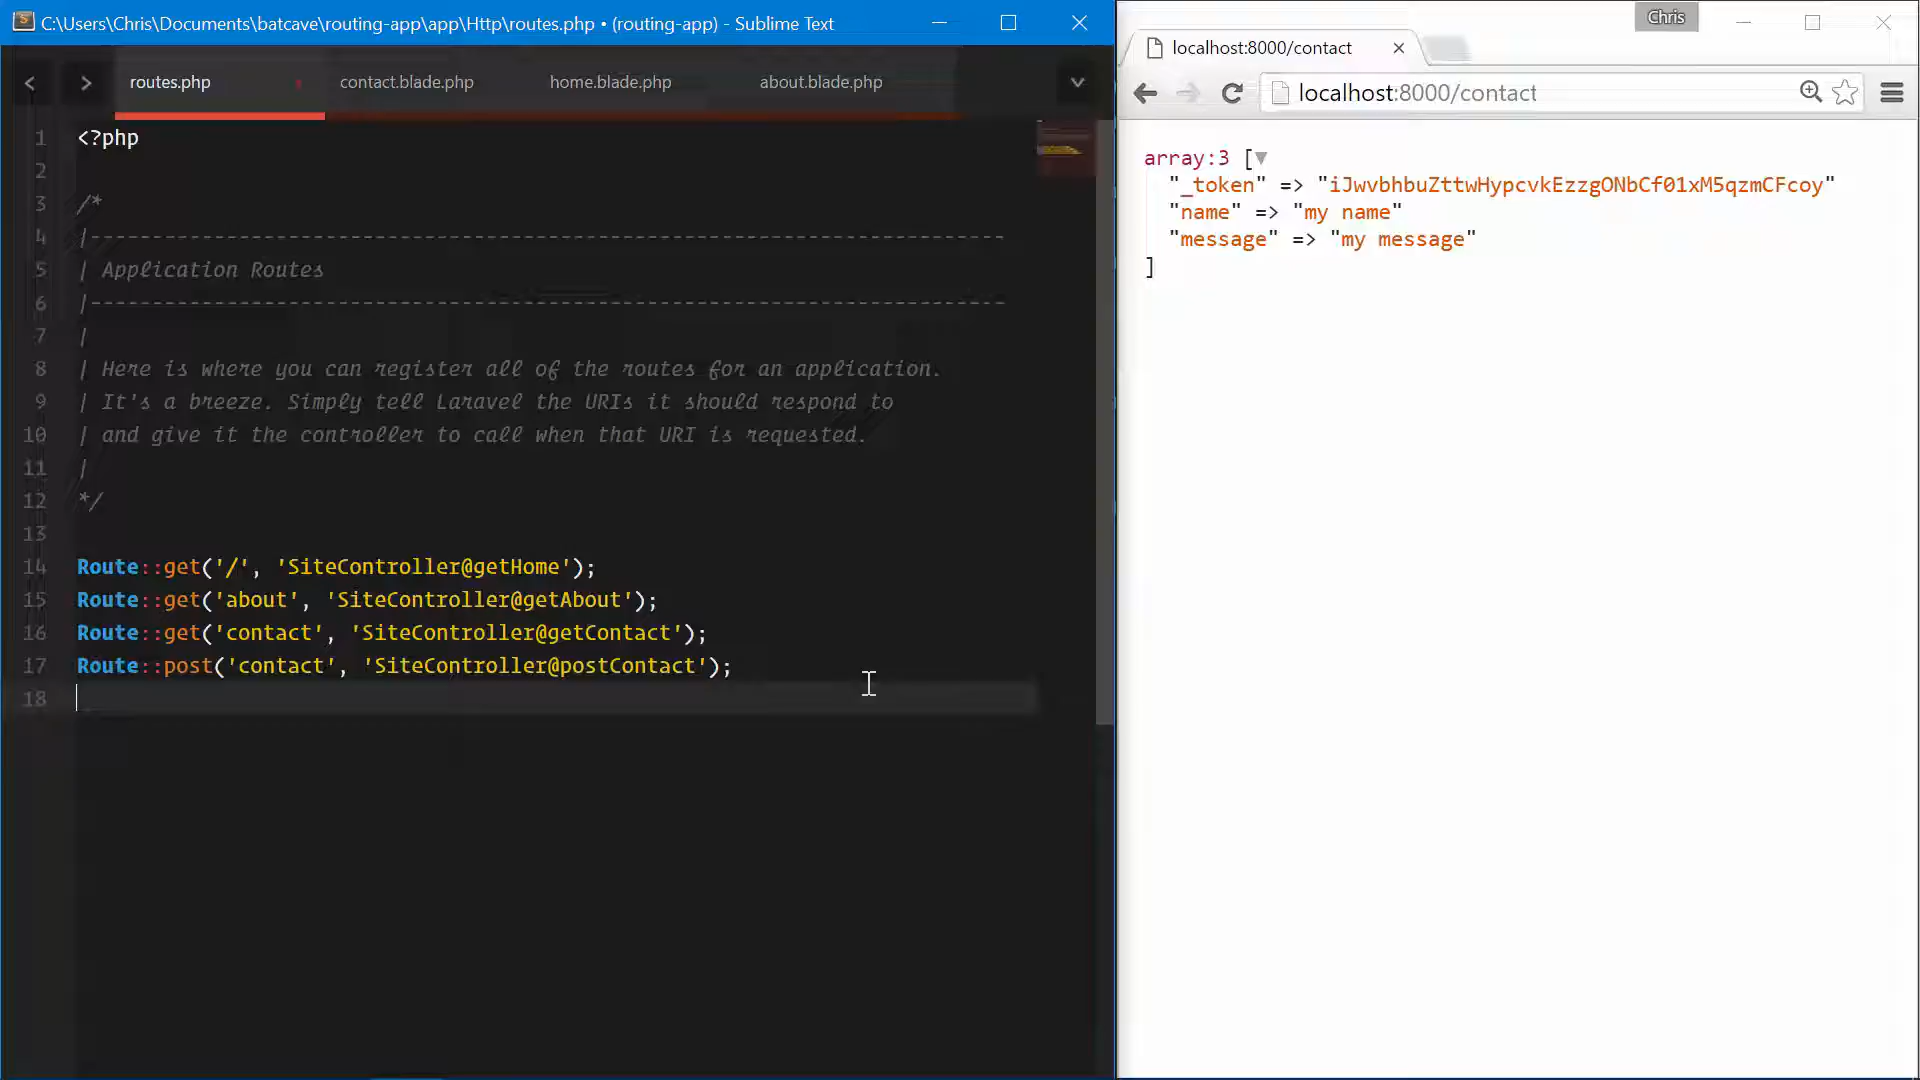 C:\Users\Chris\Documents\batcave\routing-app\app\Http\routes.php • (routing-app) - Sublime Text
routes.php contact.blade.php home.blade.php about.blade.php
1 <?php
2
3 /*
4 |--------------------------------------------------------------------------
5 | Application Routes
6 |--------------------------------------------------------------------------
7 |
8 | Here is where you can register all of the routes for an application.
9 | It's a breeze. Simply tell Laravel the URIs it should respond to
10 | and give it the controller to call when that URI is requested.
11 |
12 */
13
14 Route::get('/', 'SiteController@getHome');
15 Route::get('about', 'SiteController@getAbout');
16 Route::get('contact', 'SiteController@getContact');
17 Route::post('contact', 'SiteController@postContact');
18
Chris
localhost:8000/contact
localhost:8000/contact
array:3 [▼
"_token" => "iJwvbhbuZttwHypcvkEzzgONbCf01xM5qzmCFcoy"
"name" => "my name"
"message" => "my message"
]